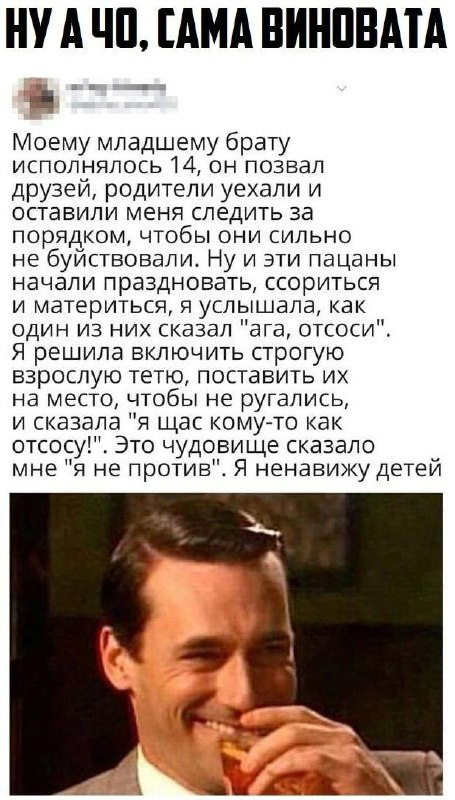 НУ А ЧО, САМА ВИНОВАТА
Моему младшему брату
исполнялось 14, он позвал
друзей, родители уехали и
оставили меня следить за
порядком, чтобы они сильно
не буйствовали. Ну и эти пацаны
начали праздновать, ссориться
и материться, я услышала, как
один из них сказал "ага, отсоси".
Я решила включить строгую
взрослую тетю, поставить их
на место, чтобы не ругались,
и сказала "я щас кому-то как
отсосу!". Это чудовище сказало
мне "я не против". Я ненавижу детей